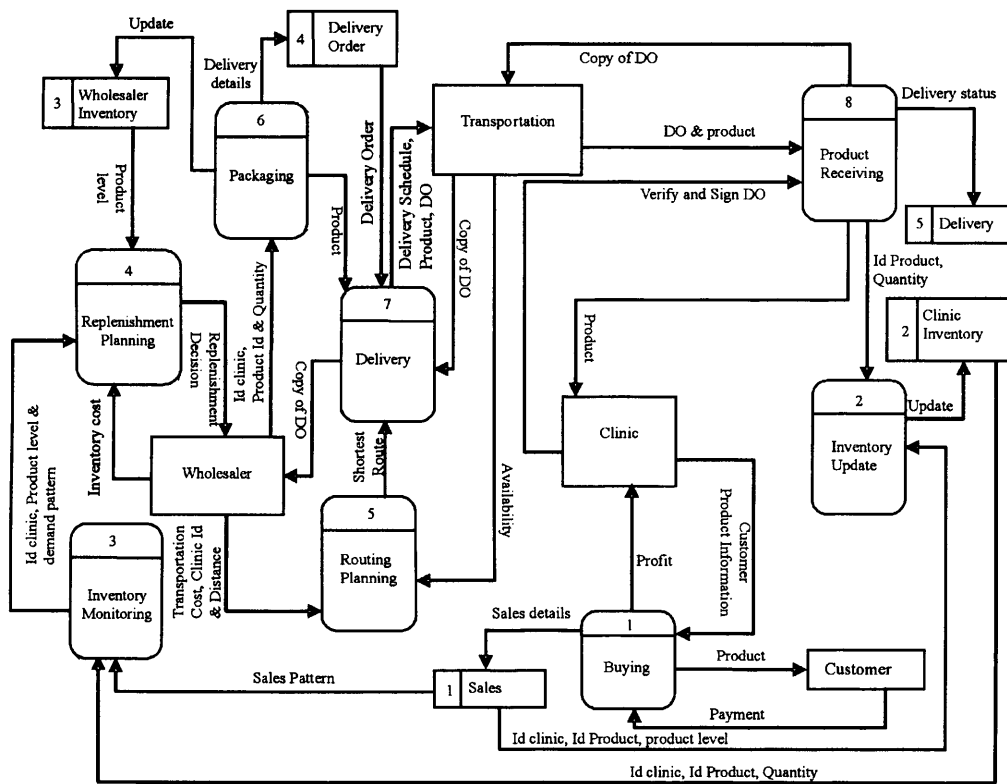 Update
4
Delivery
Order
Copy of DO
Delivery
details
3
Wholesaler
Inventory
6
Packaging
8
Product
Receiving
Delivery status
Transportation
DO & product
Verify and Sign DO
Product
level
Product
Delivery Order
Delivery Schedule,
Product, DO
Copy of DO
5
Delivery
Id Product,
Quantity
4
Replenishment
Planning
Replenishment
Decision
Id clinic,
Product Id & Quantity
7
Delivery
Product
2
Clinic
Inventory
2
Inventory
Update
Update
Clinic
Inventory cost
Wholesaler
Copy of DO
Shortest
Route
Availability
Customer
Product Information
Id clinic, Product level &
demand pattern
3
Inventory
Monitoring
Transportation
Cost, Clinic Id
& Distance
5
Routing
Planning
Profit
Sales details
1
Buying
Product
Customer
Sales Pattern
1
Sales
Payment
Id clinic, Id Product, product level
Id clinic, Id Product, Quantity